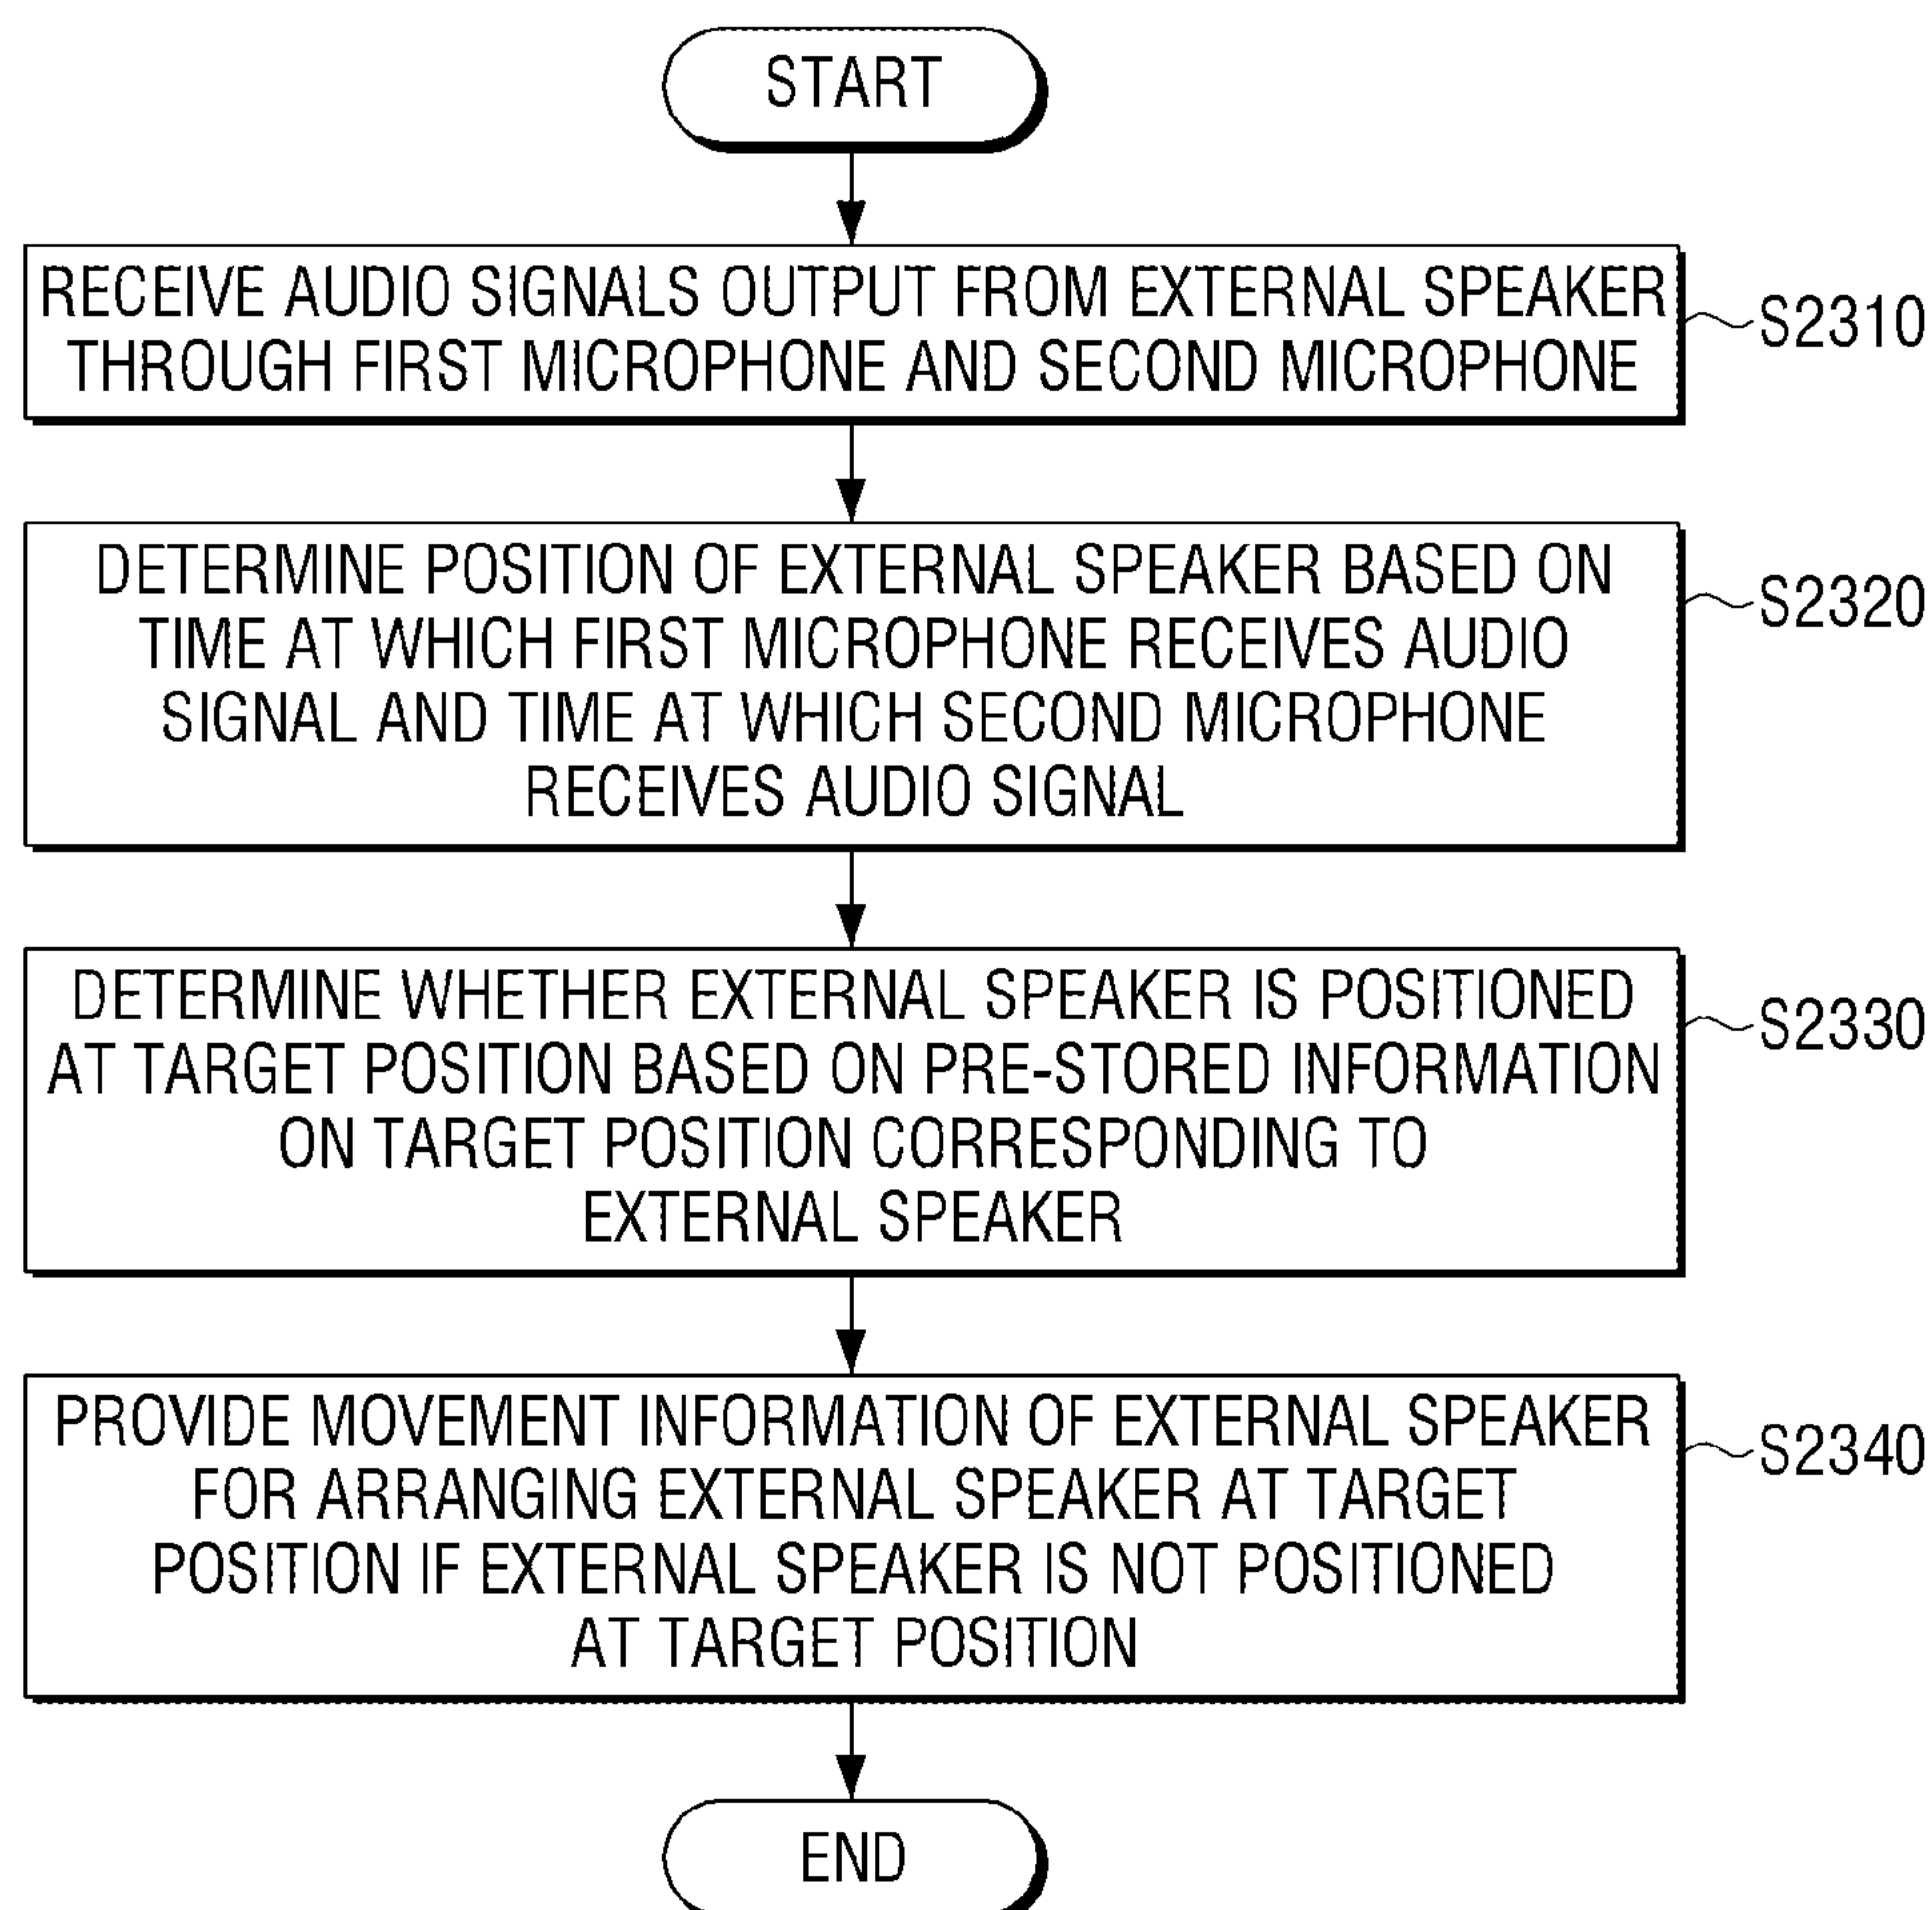 START
RECEIVE AUDIO SIGNALS OUTPUT FROM EXTERNAL SPEAKER
THROUGH FIRST MICROPHONE AND SECOND MICROPHONE
S2310
DETERMINE POSITION OF EXTERNAL SPEAKER BASED ON
TIME AT WHICH FIRST MICROPHONE RECEIVES AUDIO
SIGNAL AND TIME AT WHICH SECOND MICROPHONE
RECEIVES AUDIO SIGNAL
S2320
DETERMINE WHETHER EXTERNAL SPEAKER IS POSITIONED
AT TARGET POSITION BASED ON PRE-STORED INFORMATION
ON TARGET POSITION CORRESPONDING TO
EXTERNAL SPEAKER
S2330
PROVIDE MOVEMENT INFORMATION OF EXTERNAL SPEAKER
FOR ARRANGING EXTERNAL SPEAKER AT TARGET
POSITION IF EXTERNAL SPEAKER IS NOT POSITIONED
AT TARGET POSITION
S2340
END